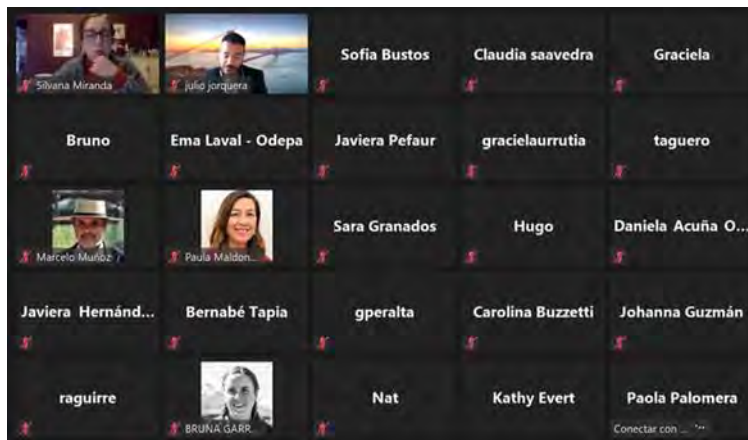 Silvana Miranda
julio jorquera
Sofia Bustos
Claudia saavedra
Graciela
Bruno
Ema Laval - Odepa
Javiera Pefaur
gracielaurrutia
taguero
Marcelo Muñoz
Paula Maldon...
Sara Granados
Hugo
Daniela Acuña O...
Javiera Hernánd...
Bernabé Tapia
gperalta
Carolina Buzzetti
Johanna Guzmán
raguirre
BRUNA GARR...
Nat
Kathy Evert
Paola Palomera
Conectar con ...